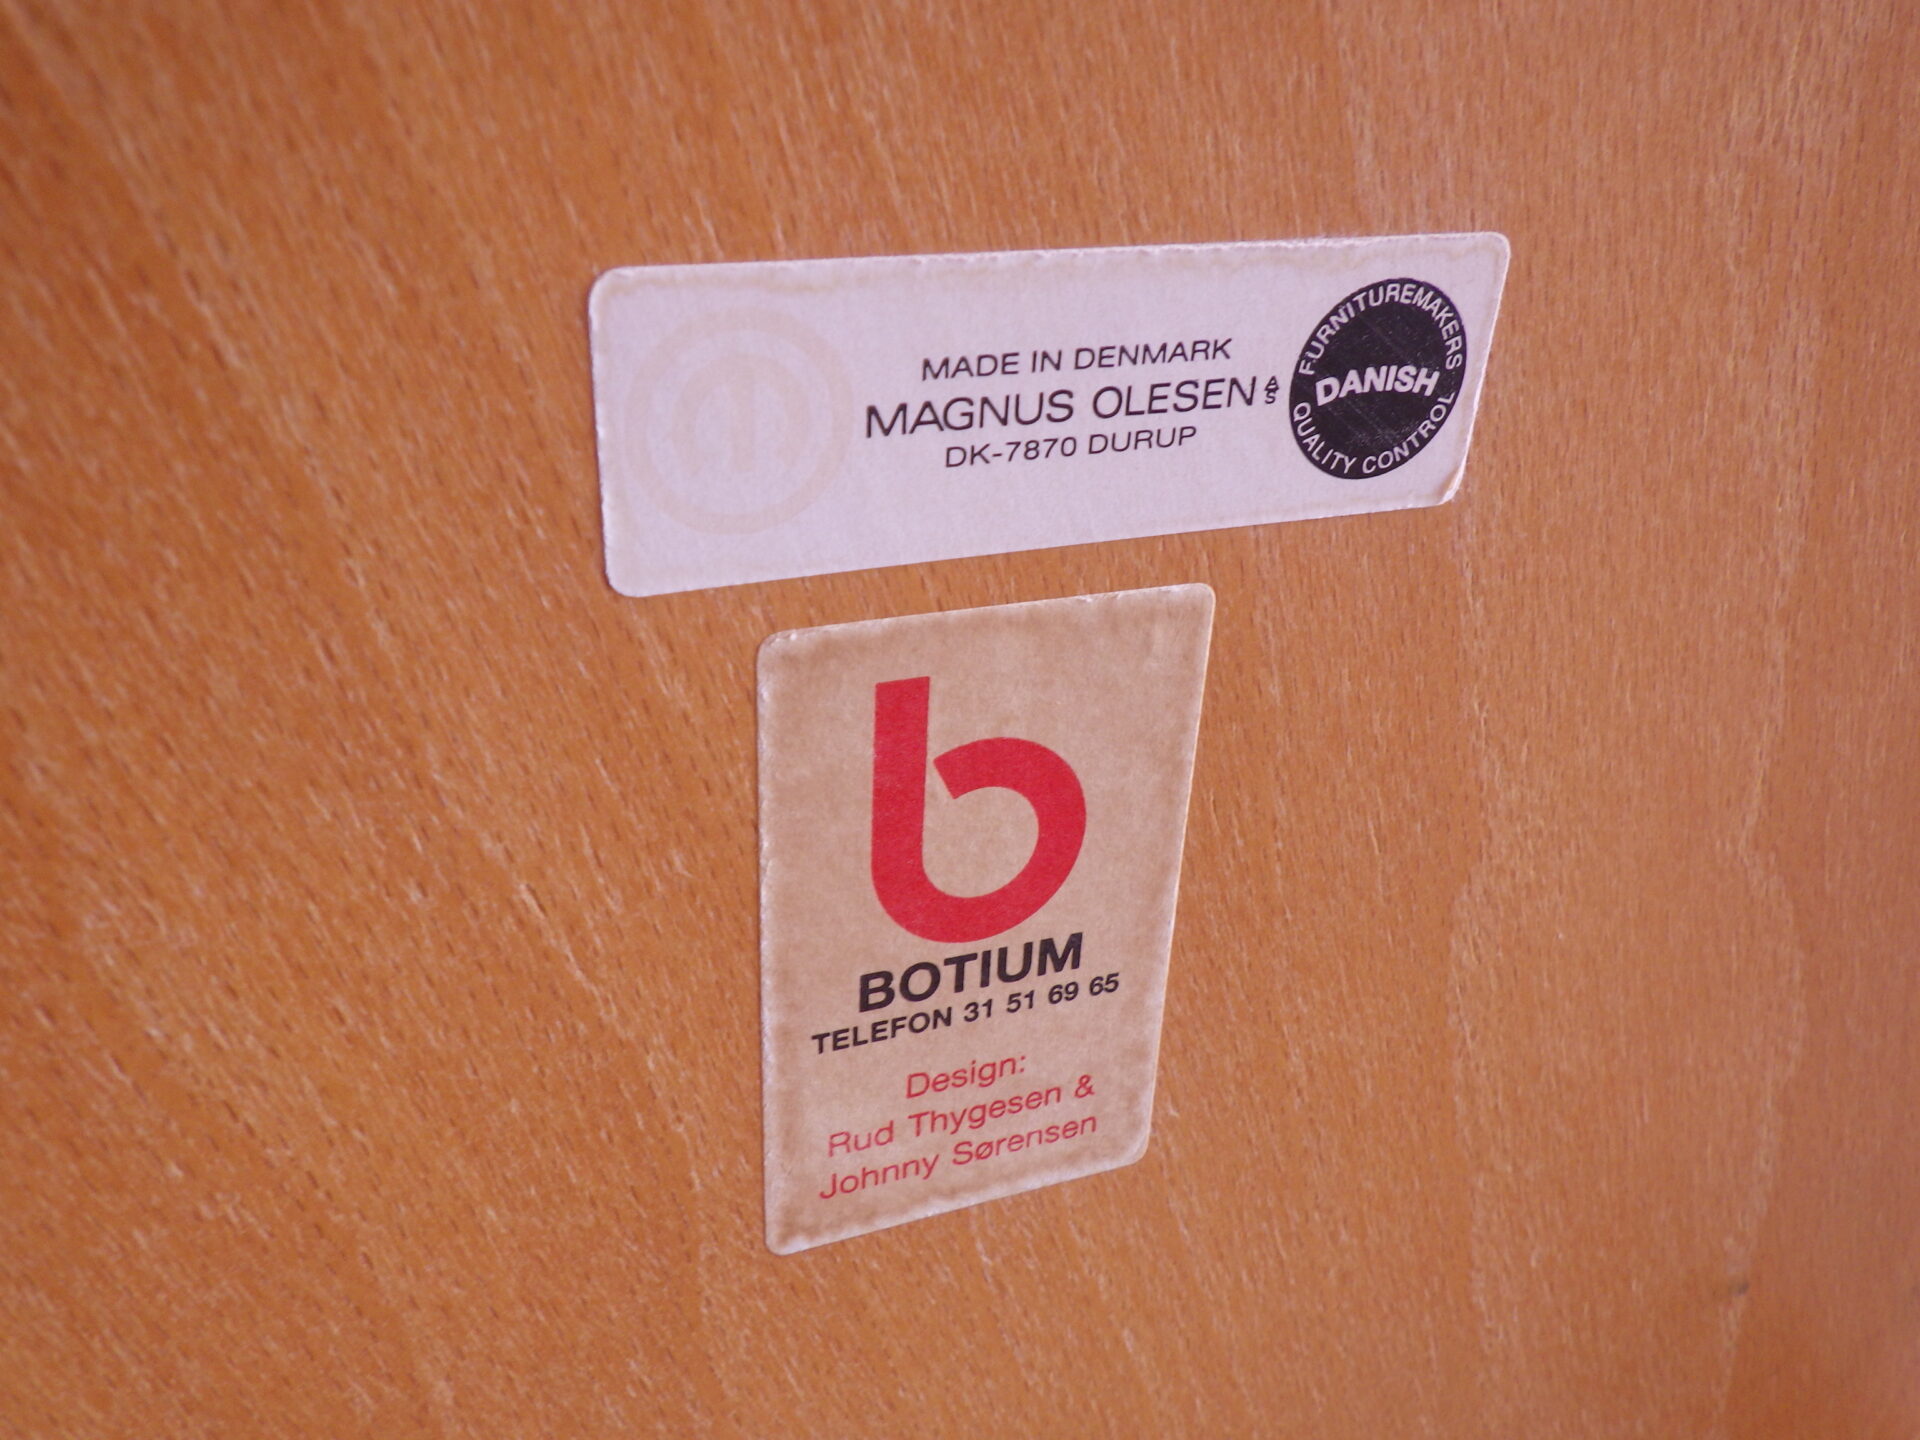 MADE IN DENMARK
MAGNUS OLESEN A/S
DK-7870 DURUP
FURNITUREMAKERS
DANISH
QUALITY CONTROL
b
BOTIUM
TELEFON 31 51 69 65
Design:
Rud Thygesen &
Johnny Sørensen